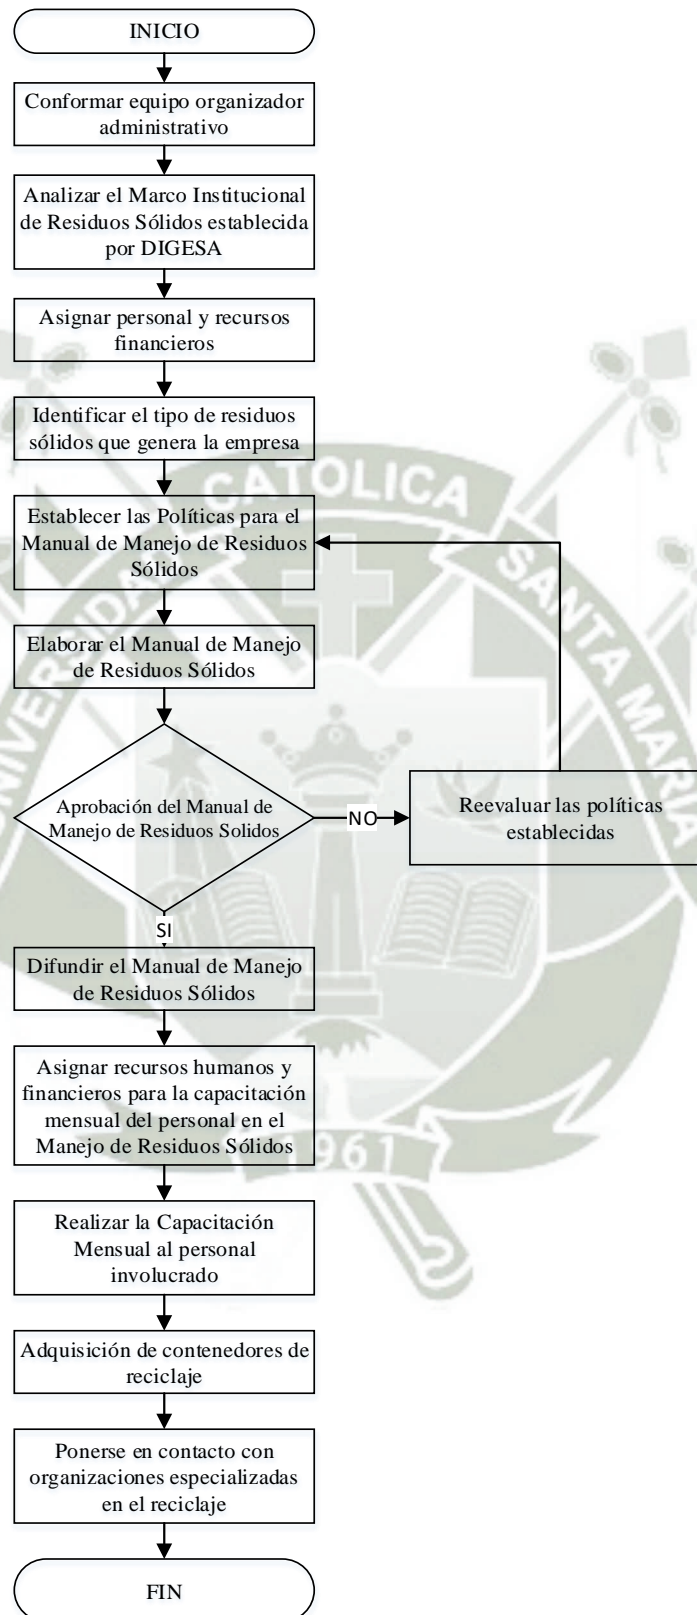 INICIO
Conformar equipo organizador
administrativo
Analizar el Marco Institucional
de Residuos Sólidos establecida
por DIGESA
Asignar personal y recursos
financieros
Identificar el tipo de residuos
sólidos que genera la empresa
Establecer las Políticas para el
Manual de Manejo de Residuos
Sólidos
Elaborar el Manual de Manejo
de Residuos Sólidos
Aprobación del Manual de
Manejo de Residuos Solidos
NO
Reevaluar las políticas
establecidas
SI
Difundir el Manual de Manejo
de Residuos Sólidos
Asignar recursos humanos y
financieros para la capacitación
mensual del personal en el
Manejo de Residuos Sólidos
Realizar la Capacitación
Mensual al personal
involucrado
Adquisición de contenedores de
reciclaje
Ponerse en contacto con
organizaciones especializadas
en el reciclaje
FIN
UNIVERSIDAD CATOLICA SANTA MARIA
1961